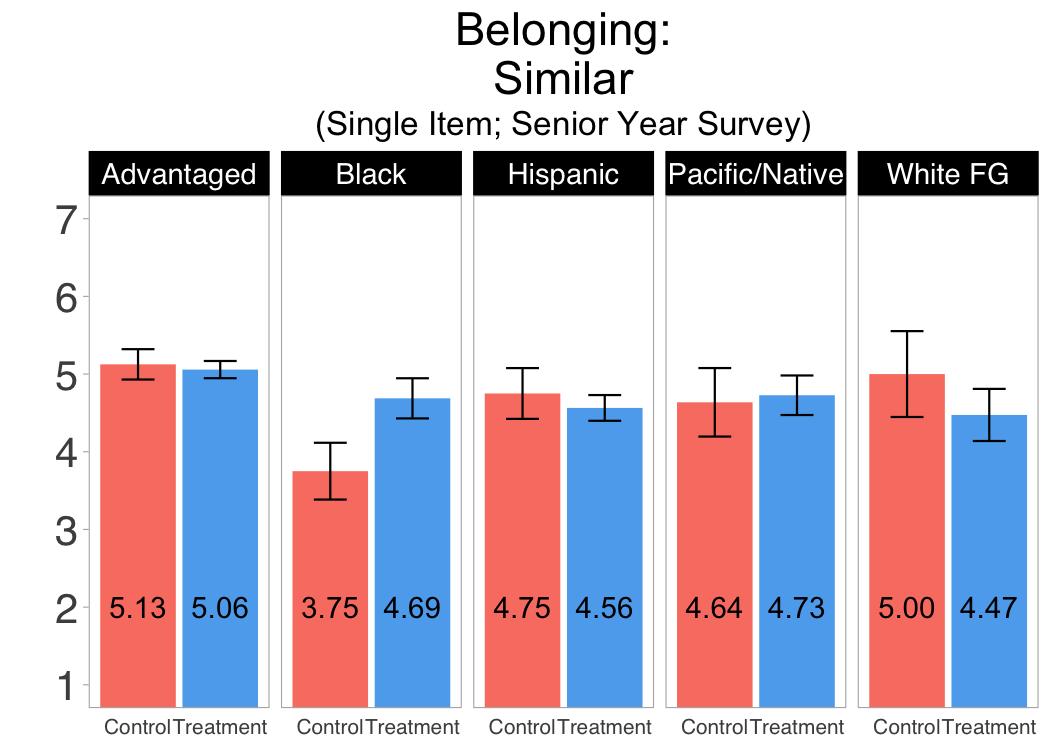 Belonging:
Similar
(Single Item; Senior Year Survey)
Advantaged Black Hispanic Pacific/Native White FG
7
6
5
4
3
2
1
5.13 5.06 3.75 4.69 4.75 4.56 4.64 4.73 5.00 4.47
Control Treatment Control Treatment Control Treatment Control Treatment Control Treatment